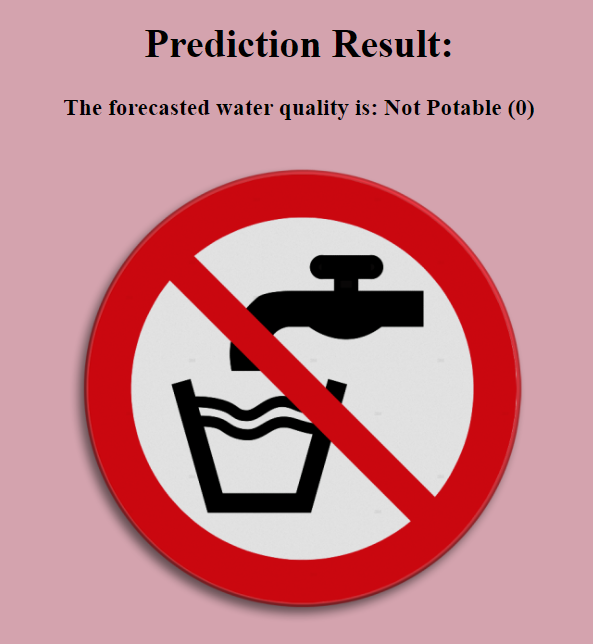 Prediction Result:
The forecasted water quality is: Not Potable (0)